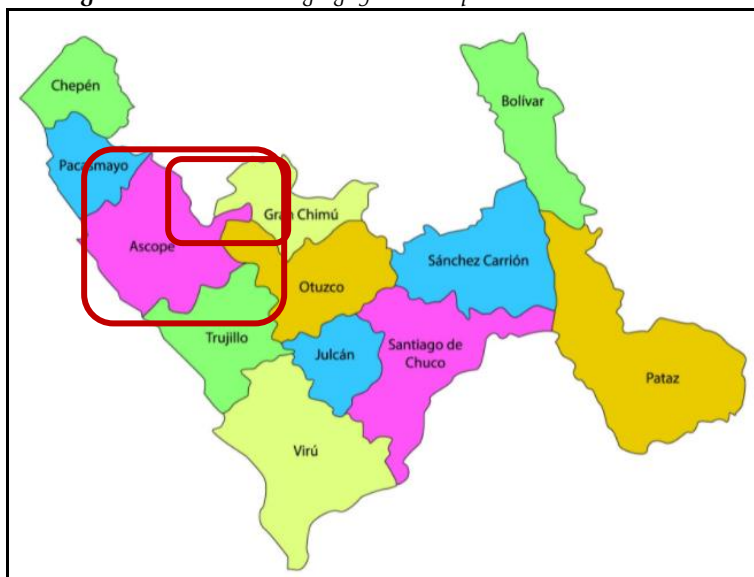 Chepén
Bolívar
Pacasmayo
Gran Chimú
Ascope
Sánchez Carrión
Otuzco
Trujillo
Julcán
Santiago de
Chuco
Pataz
Virú